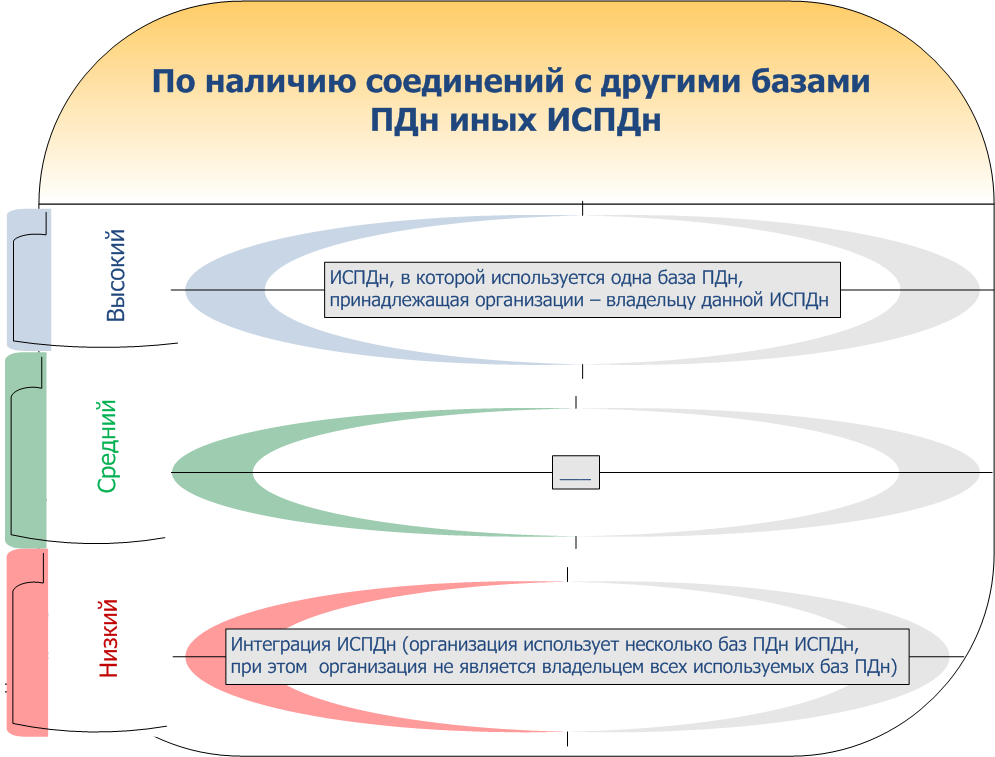 По наличию соединений с другими базами
ПДн иных ИСПДн
Высокий
ИСПДн, в которой используется одна база ПДн,
принадлежащая организации – владельцу данной ИСПДн
Средний
___
Низкий
Интеграция ИСПДн (организация использует несколько баз ПДн ИСПДн,
при этом организация не является владельцем всех используемых баз ПДн)